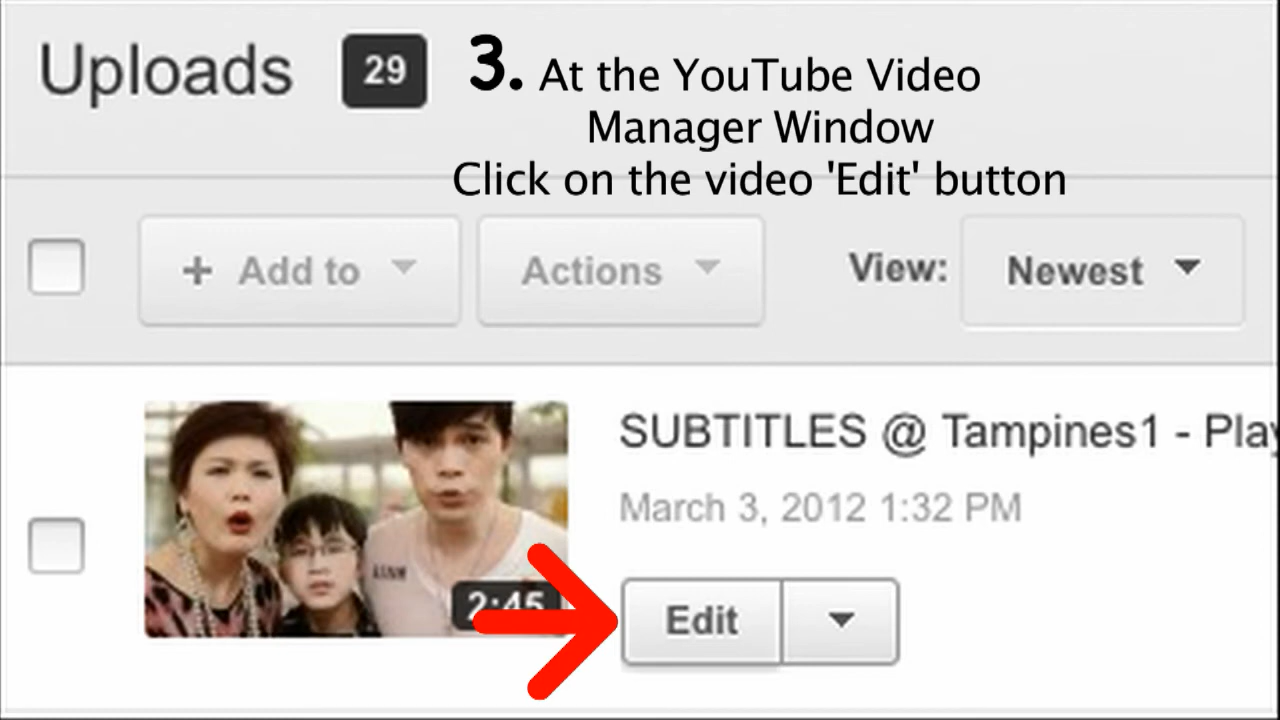 Uploads 29
3. At the YouTube Video
Manager Window
Click on the video 'Edit' button
+ Add to Actions View: Newest
SUBTITLES @ Tampines1 - Play
March 3, 2012 1:32 PM
2:45
Edit